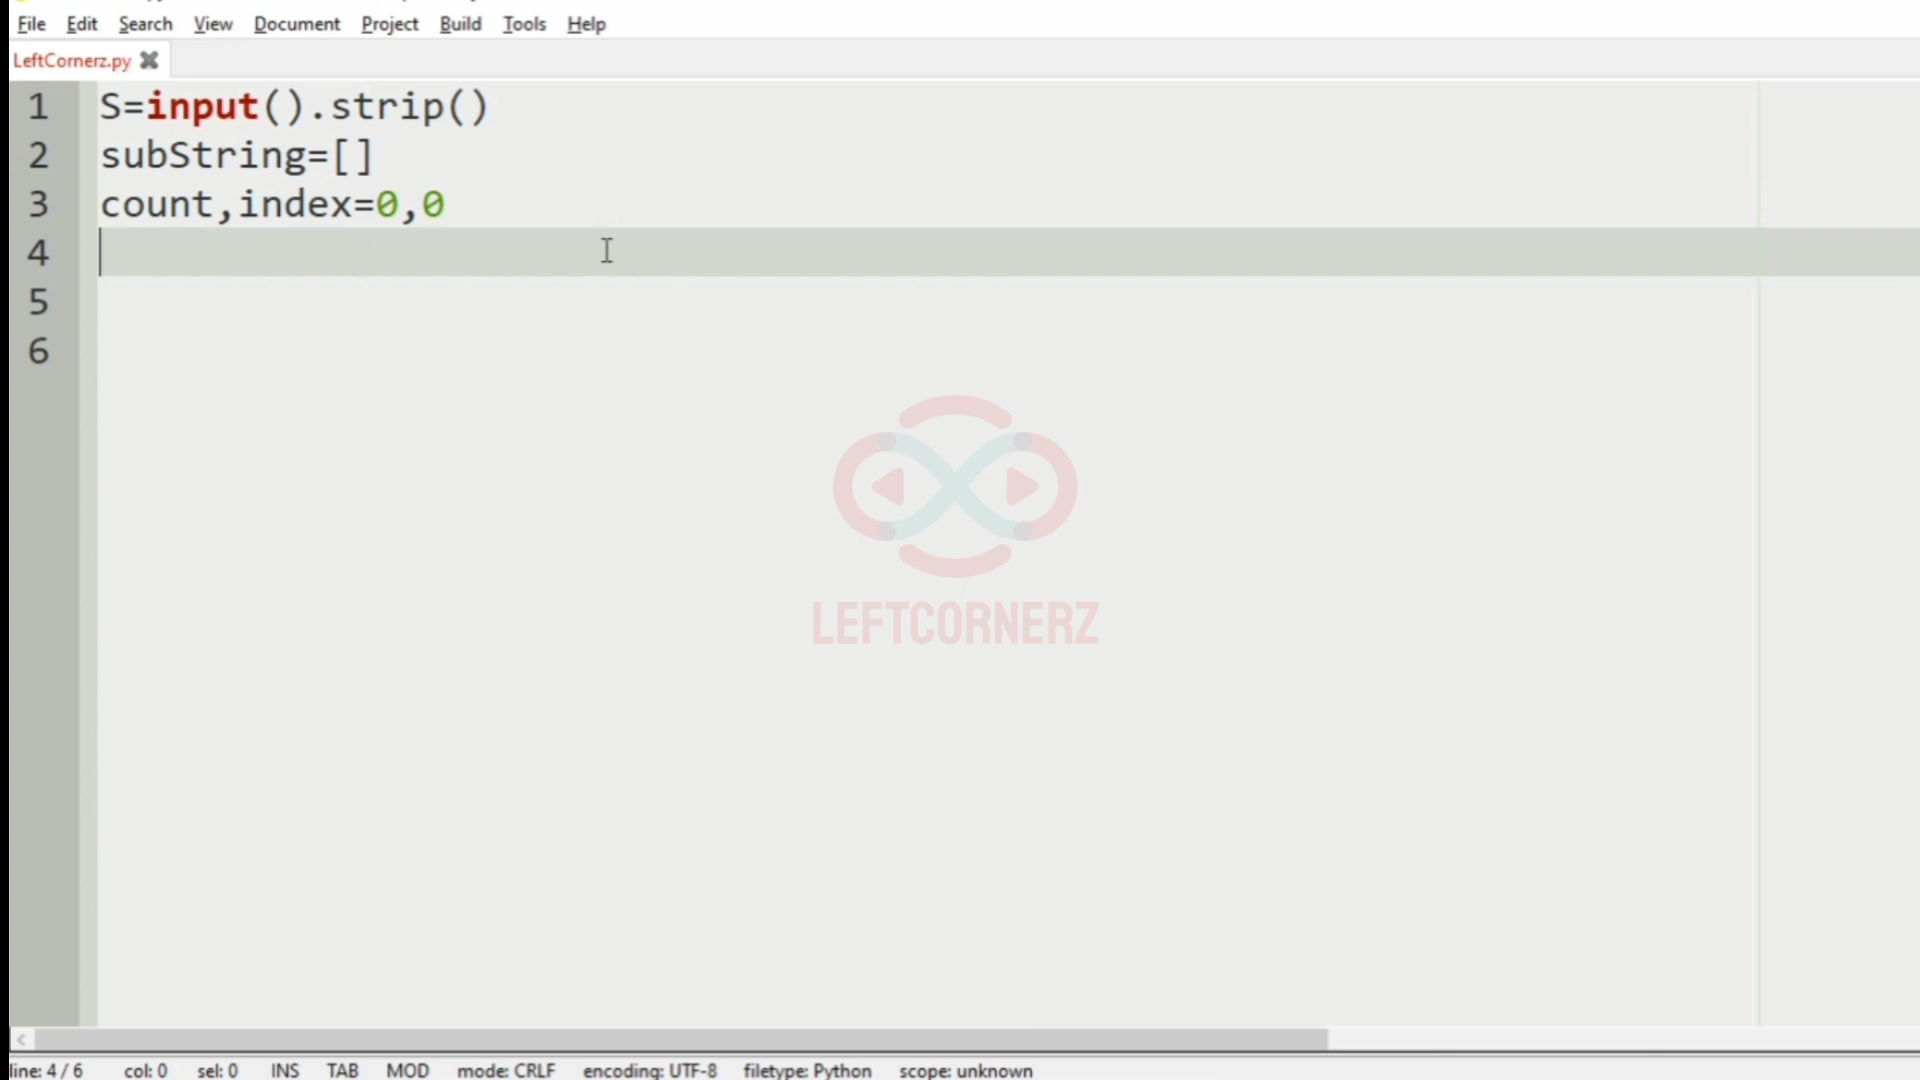 File Edit Search View Document Project Build Tools Help
LeftCornerz.py
1 S=input().strip()
2 subString=[]
3 count,index=0,0
4
5
6
LEFTCORNERZ
line: 4 / 6 col: 0 sel: 0 INS TAB MOD mode: CRLF encoding: UTF-8 filetype: Python scope: unknown